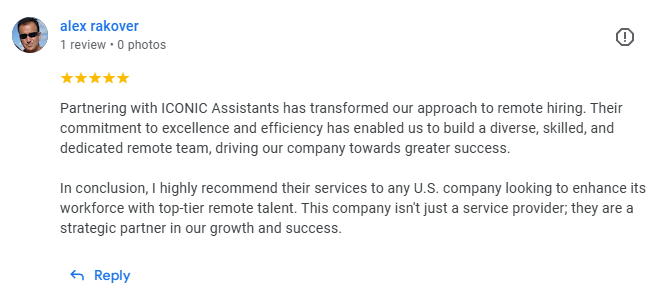 alex rakover
1 review • 0 photos
Partnering with ICONIC Assistants has transformed our approach to remote hiring. Their
commitment to excellence and efficiency has enabled us to build a diverse, skilled, and
dedicated remote team, driving our company towards greater success.
In conclusion, I highly recommend their services to any U.S. company looking to enhance its
workforce with top-tier remote talent. This company isn't just a service provider; they are a
strategic partner in our growth and success.
Reply